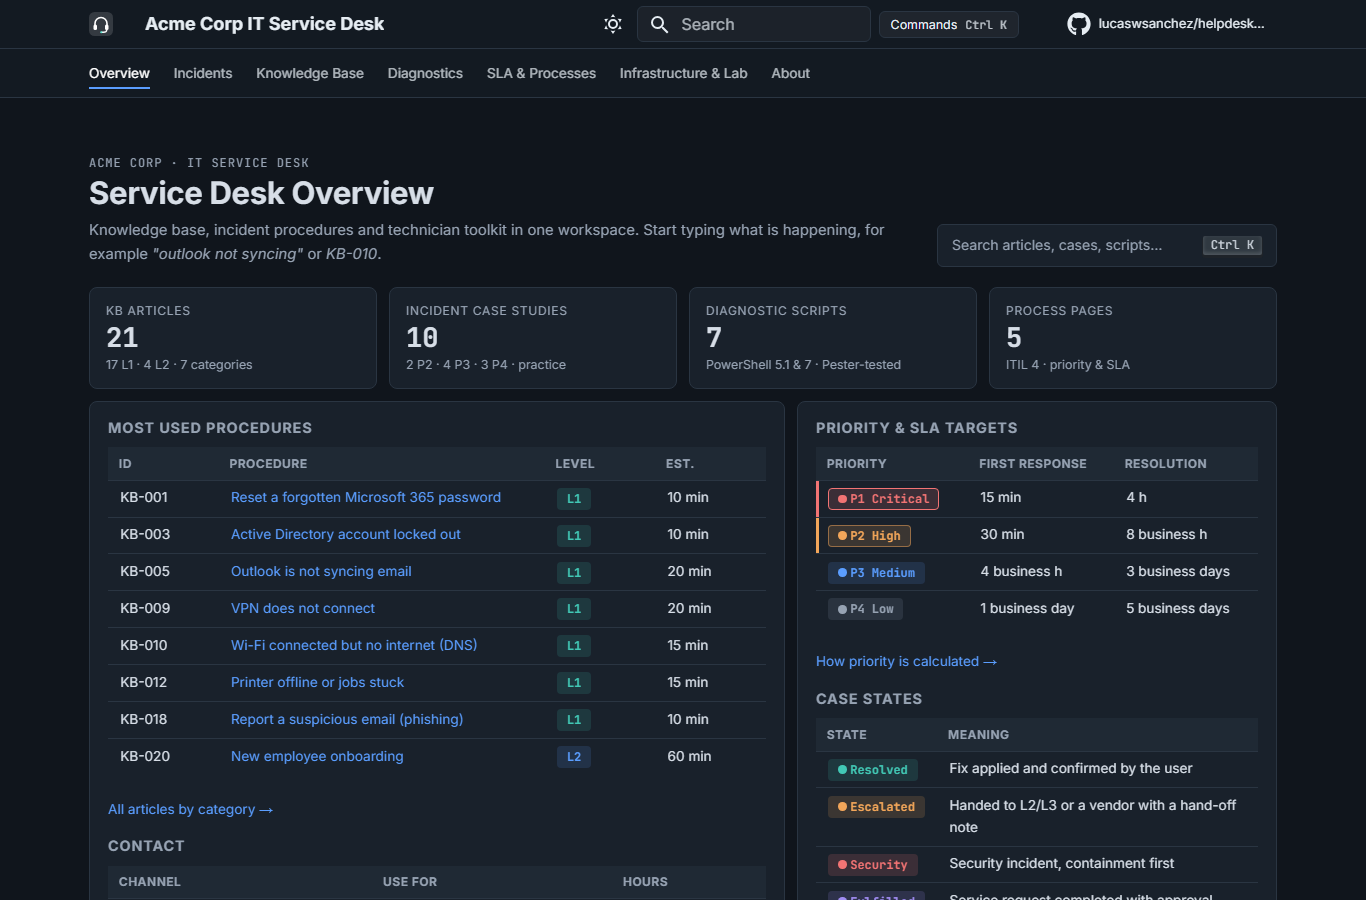 Acme Corp IT Service Desk
Search
Commands Ctrl K
lucaswsanchez/helpdesk...
Overview Incidents Knowledge Base Diagnostics SLA & Processes Infrastructure & Lab About
ACME CORP · IT SERVICE DESK
Service Desk Overview
Knowledge base, incident procedures and technician toolkit in one workspace. Start typing what is happening, for
example "outlook not syncing" or KB-010.
Search articles, cases, scripts... Ctrl K
KB ARTICLES
21
17 L1 · 4 L2 · 7 categories
INCIDENT CASE STUDIES
10
2 P2 · 4 P3 · 3 P4 · practice
DIAGNOSTIC SCRIPTS
7
PowerShell 5.1 & 7 · Pester-tested
PROCESS PAGES
5
ITIL 4 · priority & SLA
MOST USED PROCEDURES
ID PROCEDURE LEVEL EST.
KB-001 Reset a forgotten Microsoft 365 password L1 10 min
KB-003 Active Directory account locked out L1 10 min
KB-005 Outlook is not syncing email L1 20 min
KB-009 VPN does not connect L1 20 min
KB-010 Wi-Fi connected but no internet (DNS) L1 15 min
KB-012 Printer offline or jobs stuck L1 15 min
KB-018 Report a suspicious email (phishing) L1 10 min
KB-020 New employee onboarding L2 60 min
All articles by category →
CONTACT
CHANNEL USE FOR HOURS
PRIORITY & SLA TARGETS
PRIORITY FIRST RESPONSE RESOLUTION
P1 Critical 15 min 4 h
P2 High 30 min 8 business h
P3 Medium 4 business h 3 business days
P4 Low 1 business day 5 business days
How priority is calculated →
CASE STATES
STATE MEANING
Resolved Fix applied and confirmed by the user
Escalated Handed to L2/L3 or a vendor with a hand-off
note
Security Security incident, containment first
Fulfilled Service request completed with approval